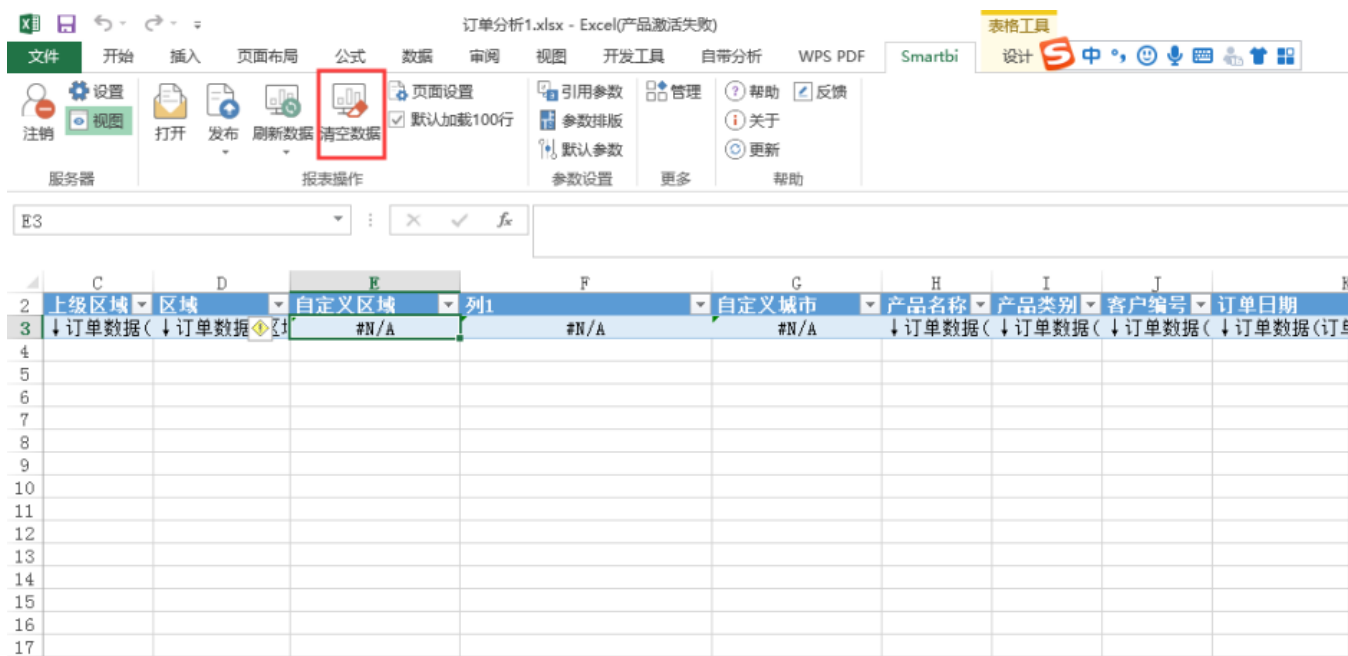 订单分析1.xlsx - Excel(产品激活失败)
表格工具
文件 开始 插入 页面布局 公式 数据 审阅 视图 开发工具 自带分析 WPS PDF Smartbi 设计 中
注销 设置 视图 打开 发布 刷新数据 清空数据 页面设置 默认加载100行 引用参数 参数排版 默认参数 管理 帮助 关于 更新 反馈
服务器 报表操作 参数设置 更多 帮助
E3 fx
C D E F G H I J
2 上级区域 区域 自定义区域 列1 自定义城市 产品名称 产品类别 客户编号 订单日期
3 ↓订单数据( ↓订单数据 #N/A #N/A #N/A ↓订单数据( ↓订单数据( ↓订单数据( ↓订单数据(订
4
5
6
7
8
9
10
11
12
13
14
15
16
17